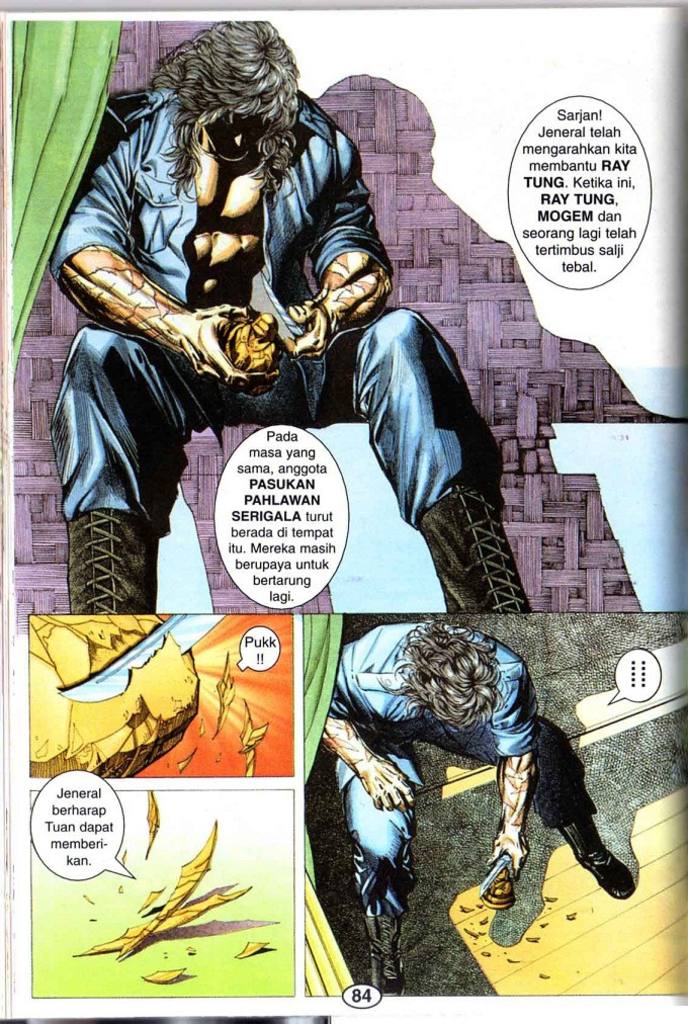 Sarjan!
Jeneral telah
mengarahkan kita
membantu RAY
TUNG. Ketika ini,
RAY TUNG,
MOGEM dan
seorang lagi telah
tertimbus salji
tebal.
Pada
masa yang
sama, anggota
PASUKAN
PAHLAWAN
SERIGALA turut
berada di tempat
itu. Mereka masih
berupaya untuk
bertarung
lagi.
Pukk
!!
Jeneral
berharap
Tuan dapat
memberi-
kan.
84